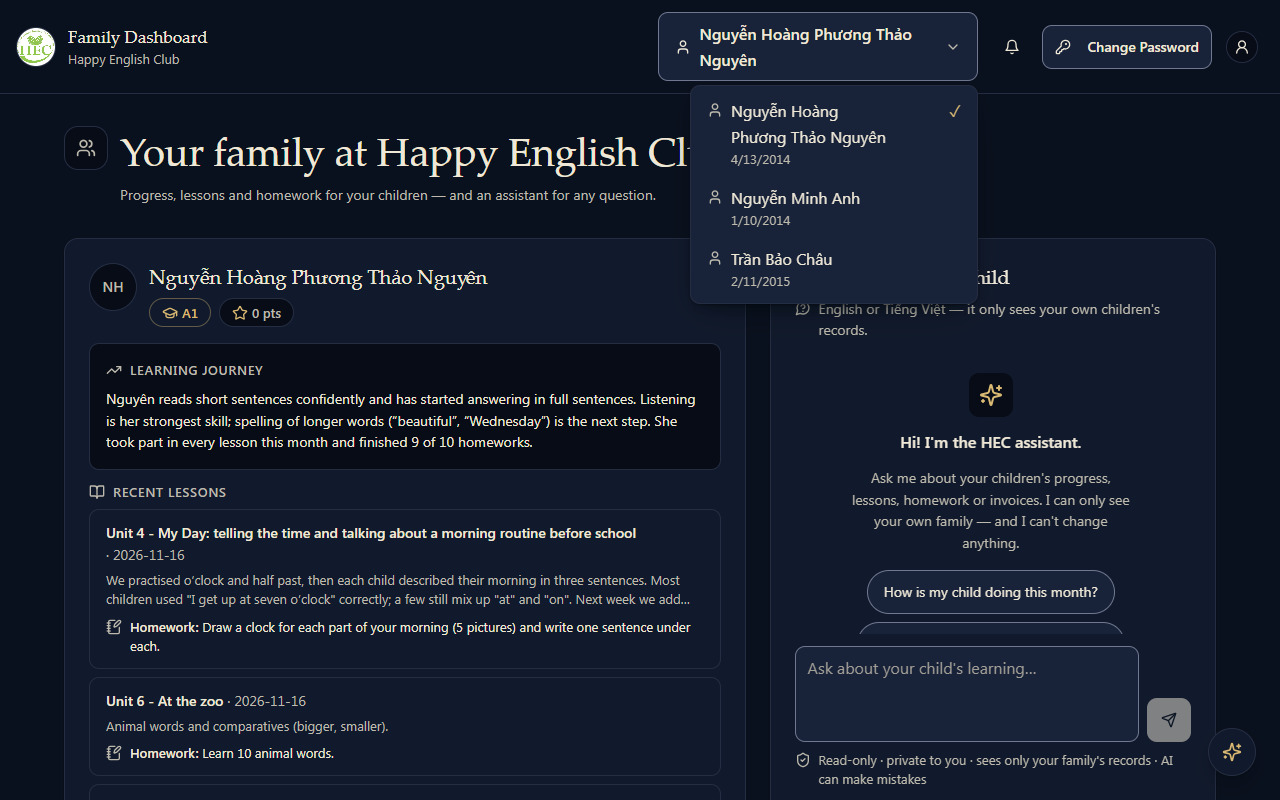 HEC
Family Dashboard
Happy English Club
Nguyễn Hoàng Phương Thảo
Nguyên
Change Password
Nguyễn Hoàng
Phương Thảo Nguyên
4/13/2014
Nguyễn Minh Anh
1/10/2014
Trần Bảo Châu
2/11/2015
Your family at Happy English
Progress, lessons and homework for your children — and an assistant for any question.
NH
Nguyễn Hoàng Phương Thảo Nguyên
A1
0 pts
LEARNING JOURNEY
Nguyên reads short sentences confidently and has started answering in full sentences. Listening
is her strongest skill; spelling of longer words (“beautiful”, “Wednesday”) is the next step. She
took part in every lesson this month and finished 9 of 10 homeworks.
RECENT LESSONS
Unit 4 - My Day: telling the time and talking about a morning routine before school
· 2026-11-16
We practised o’clock and half past, then each child described their morning in three sentences. Most
children used "I get up at seven o’clock" correctly; a few still mix up "at" and "on". Next week we add...
Homework: Draw a clock for each part of your morning (5 pictures) and write one sentence under
each.
Unit 6 - At the zoo · 2026-11-16
Animal words and comparatives (bigger, smaller).
Homework: Learn 10 animal words.
English or Tiếng Việt — it only sees your own children's
records.
Hi! I'm the HEC assistant.
Ask me about your children's progress,
lessons, homework or invoices. I can only see
your own family — and I can't change
anything.
How is my child doing this month?
Ask about your child's learning...
Read-only · private to you · sees only your family's records · AI
can make mistakes